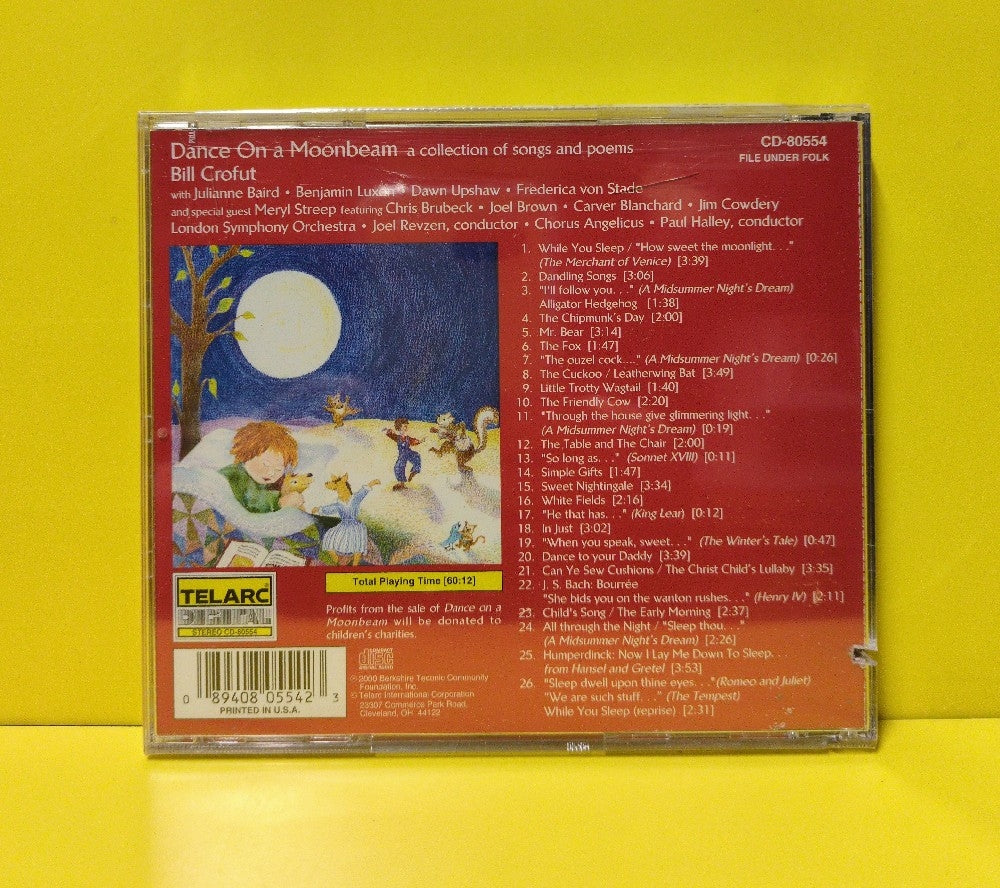 Dance On a Moonbeam a collection of songs and poems
Bill Crofut
with Julianne Baird • Benjamin Luxon • Dawn Upshaw • Frederica von Stade
and special guest Meryl Streep featuring Chris Brubeck • Joel Brown • Carver Blanchard • Jim Cowdery
London Symphony Orchestra • Joel Revzen, conductor • Chorus Angelicus • Paul Halley, conductor
CD-80554
FILE UNDER FOLK
1. While You Sleep / "How sweet the moonlight. . ."
(The Merchant of Venice) [3:39]
2. Dandling Songs [3:06]
3. "I'll follow you. . ." (A Midsummer Night's Dream)
Alligator Hedgehog [1:38]
4. The Chipmunk's Day [2:00]
5. Mr. Bear [3:14]
6. The Fox [1:47]
7. "The ouzel cock...." (A Midsummer Night's Dream) [0:26]
8. The Cuckoo / Leatherwing Bat [3:49]
9. Little Trotty Wagtail [1:40]
10. The Friendly Cow [2:20]
11. "Through the house give glimmering light. . ."
(A Midsummer Night's Dream) [0:19]
12. The Table and The Chair [2:00]
13. "So long as. . ." (Sonnet XVIII) [0:11]
14. Simple Gifts [1:47]
15. Sweet Nightingale [3:34]
16. White Fields [2:16]
17. "He that has. . ." (King Lear) [0:12]
18. In Just [3:02]
19. "When you speak, sweet. . ." (The Winter's Tale) [0:47]
20. Dance to your Daddy [3:39]
21. Can Ye Sew Cushions / The Christ Child's Lullaby [3:35]
22. J. S. Bach: Bourrée
"She bids you on the wanton rushes. . ." (Henry IV) [2:11]
23. Child's Song / The Early Morning [2:37]
24. All through the Night / "Sleep thou. . ."
(A Midsummer Night's Dream) [2:26]
25. Humperdinck: Now I Lay Me Down To Sleep. . .
from Hansel and Gretel [3:53]
26. "Sleep dwell upon thine eyes. . ." (Romeo and Juliet)
"We are such stuff. . ." (The Tempest)
While You Sleep (reprise) [2:31]
Total Playing Time [60:12]
Profits from the sale of Dance on a
Moonbeam will be donated to
children's charities.
TELARC
DIGITAL
STEREO CD-80554
0 89408 05542 3
PRINTED IN U.S.A.
COMPACT
disc
DIGITAL AUDIO
℗ 2000 Berkshire Taconic Community
Foundation, Inc.
© Telarc International Corporation
23307 Commerce Park Road,
Cleveland, OH 44122